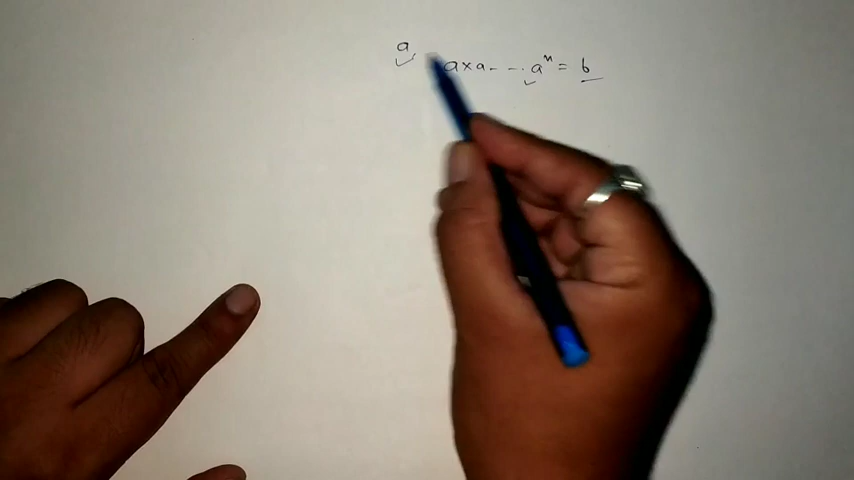 a
a×a-- --- aⁿ = b